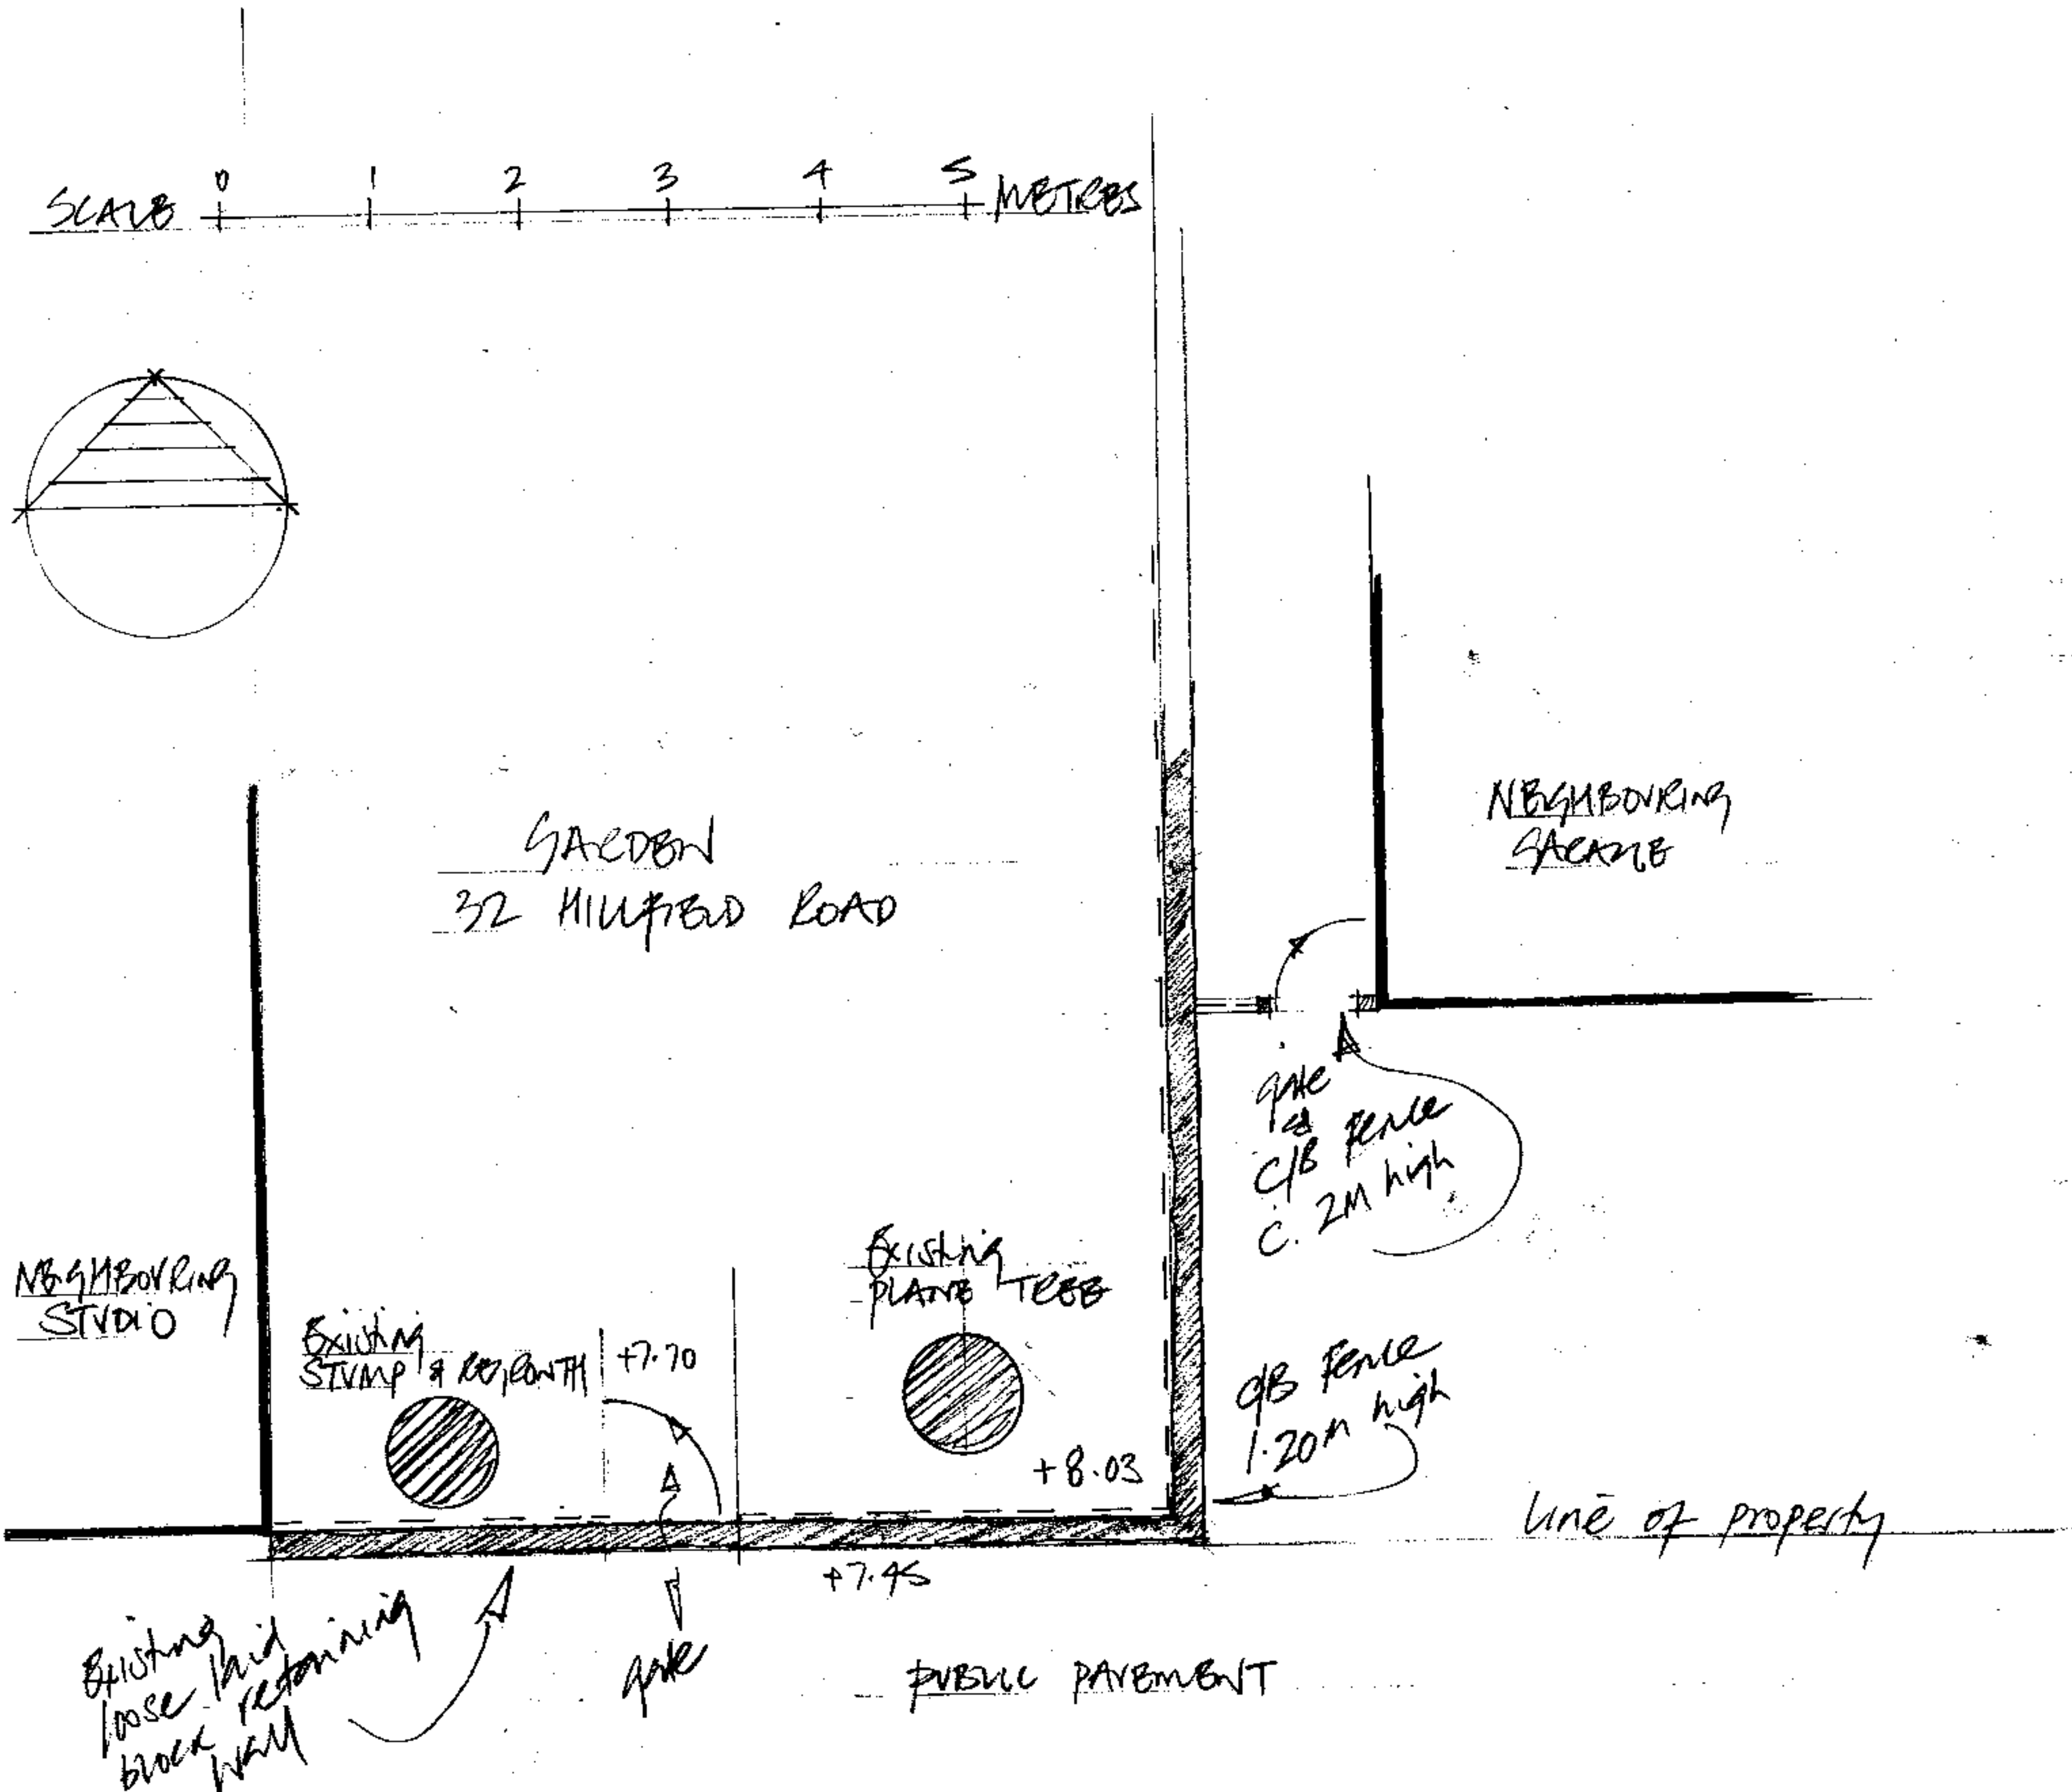 SCALE 0 1 2 3 4 5 METRES
GARDEN
32 HILLFIELD ROAD
NEIGHBOURING
GARAGE
gate
&
C/B Fence
C. 2M high
NEIGHBOURING
STUDIO
Existing
STUMP & REGROWTH
+7.70
Existing
PLANE TREE
+8.03
C/B Fence
1.20M high
Line of property
+7.45
Existing
loose laid
block retaining
wall
gate
PUBLIC PAVEMENT